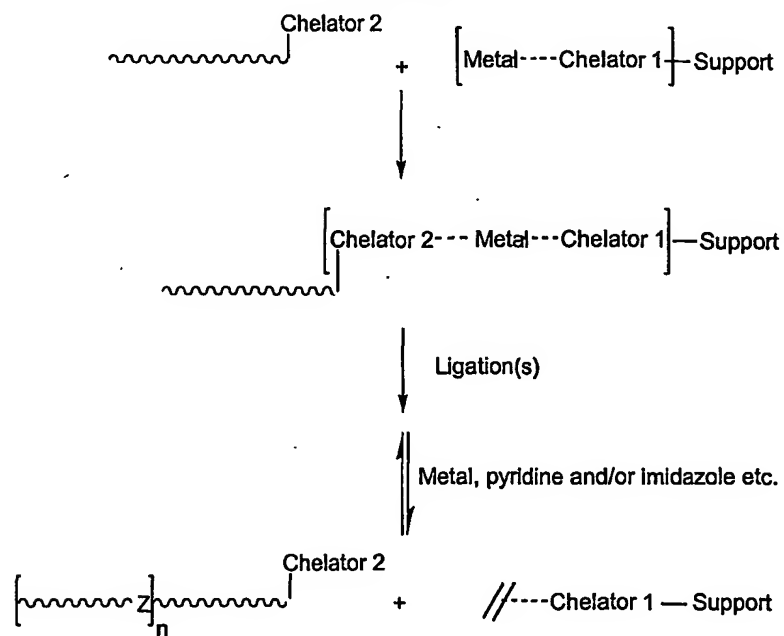 Chelator 2
+ [Metal----Chelator 1]—Support
[Chelator 2--- Metal---Chelator 1]—Support
Ligation(s)
Metal, pyridine and/or imidazole etc.
Chelator 2
[ Z]n + //----Chelator 1 — Support